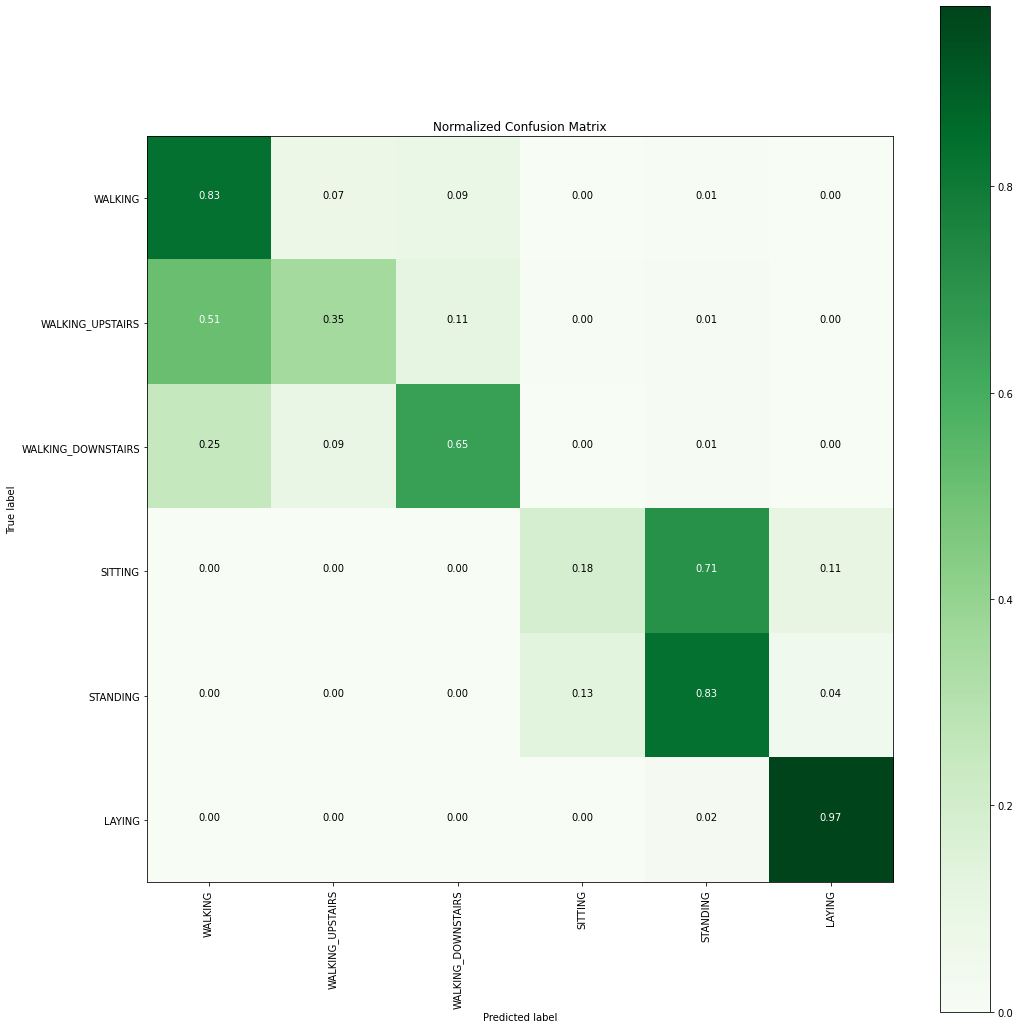 Normalized Confusion Matrix
WALKING 0.83 0.07 0.09 0.00 0.01 0.00
WALKING_UPSTAIRS 0.51 0.35 0.11 0.00 0.01 0.00
WALKING_DOWNSTAIRS 0.25 0.09 0.65 0.00 0.01 0.00
SITTING 0.00 0.00 0.00 0.18 0.71 0.11
STANDING 0.00 0.00 0.00 0.13 0.83 0.04
LAYING 0.00 0.00 0.00 0.00 0.02 0.97
True label
WALKING
WALKING_UPSTAIRS
WALKING_DOWNSTAIRS
SITTING
STANDING
LAYING
Predicted label
0.8
0.6
0.4
0.2
0.0